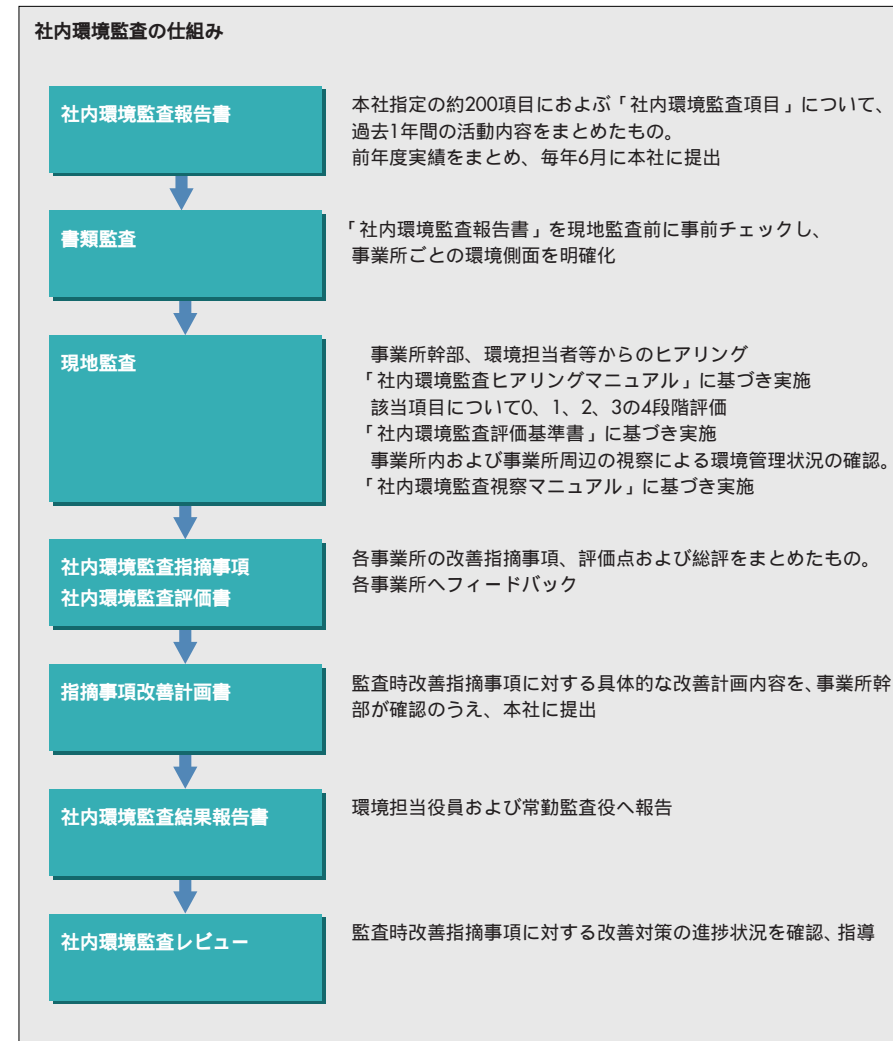 社内環境監査の仕組み
社内環境監査報告書
本社指定の約200項目におよぶ「社内環境監査項目」について、
過去1年間の活動内容をまとめたもの。
前年度実績をまとめ、毎年6月に本社に提出
書類監査
「社内環境監査報告書」を現地監査前に事前チェックし、
事業所ごとの環境側面を明確化
現地監査
事業所幹部、環境担当者等からのヒアリング
「社内環境監査ヒアリングマニュアル」に基づき実施
該当項目について0、1、2、3の4段階評価
「社内環境監査評価基準書」に基づき実施
事業所内および事業所周辺の視察による環境管理状況の確認。
「社内環境監査視察マニュアル」に基づき実施
社内環境監査指摘事項
社内環境監査評価書
各事業所の改善指摘事項、評価点および総評をまとめたもの。
各事業所へフィードバック
指摘事項改善計画書
監査時改善指摘事項に対する具体的な改善計画内容を、事業所幹
部が確認のうえ、本社に提出
社内環境監査結果報告書
環境担当役員および常勤監査役へ報告
社内環境監査レビュー
監査時改善指摘事項に対する改善対策の進捗状況を確認、指導